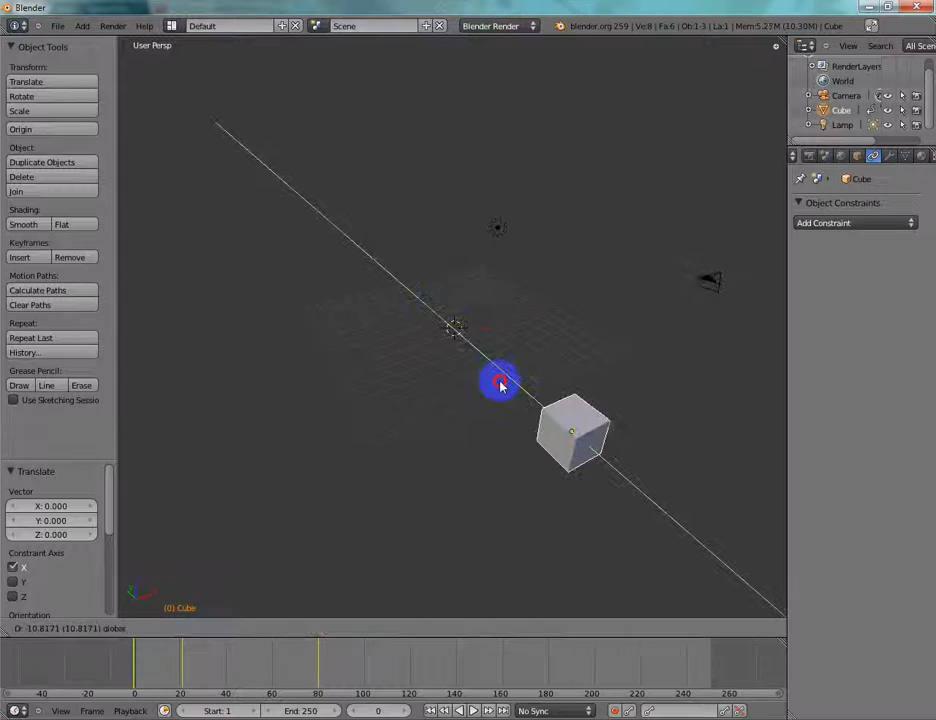 Blender
File Add Render Help Default Scene Blender Render blender.org 259 | Ve:8 | Fa:6 | Ob:1-3 | La:1 | Mem:5.23M (10.30M) | Cube
Object Tools
Transform:
Translate
Rotate
Scale
Origin
Object:
Duplicate Objects
Delete
Join
Shading:
Smooth Flat
Keyframes:
Insert Remove
Motion Paths:
Calculate Paths
Clear Paths
Repeat:
Repeat Last
History...
Grease Pencil:
Draw Line Erase
Use Sketching Sessio
Translate
Vector
X: 0.000
Y: 0.000
Z: 0.000
Constraint Axis
X
Y
Z
Orientation
User Persp
(0) Cube
View Search All Scen
RenderLayers
World
Camera
Cube
Lamp
Cube
Object Constraints
Add Constraint
D: -10.8171 (10.8171) global
-40 -20 0 20 40 60 80 100 120 140 160 180 200 220 240 260
View Frame Playback Start: 1 End: 250 0 No Sync